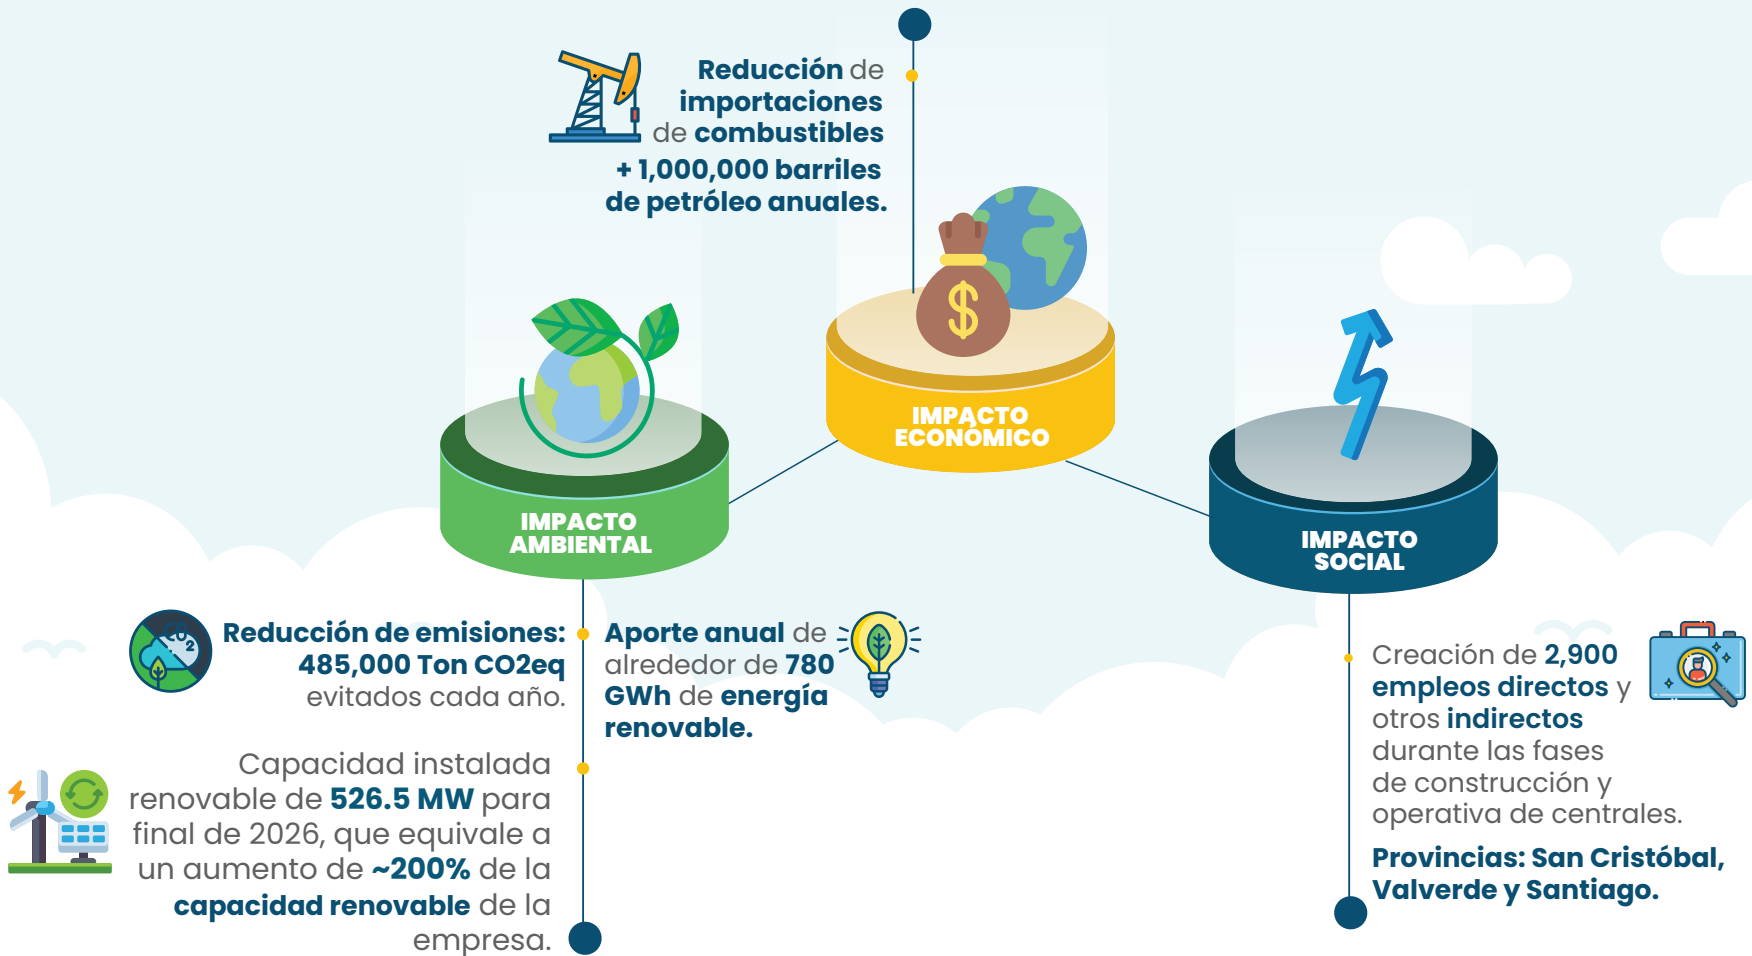 Reducción de
importaciones
de combustibles
+ 1,000,000 barriles
de petróleo anuales.
IMPACTO
ECONÓMICO
IMPACTO
AMBIENTAL
IMPACTO
SOCIAL
CO2
Reducción de emisiones:
485,000 Ton CO2eq
evitados cada año.
Aporte anual de
alrededor de 780
GWh de energía
renovable.
Capacidad instalada
renovable de 526.5 MW para
final de 2026, que equivale a
un aumento de ~200% de la
capacidad renovable de la
empresa.
Creación de 2,900
empleos directos y
otros indirectos
durante las fases
de construcción y
operativa de centrales.
Provincias: San Cristóbal,
Valverde y Santiago.